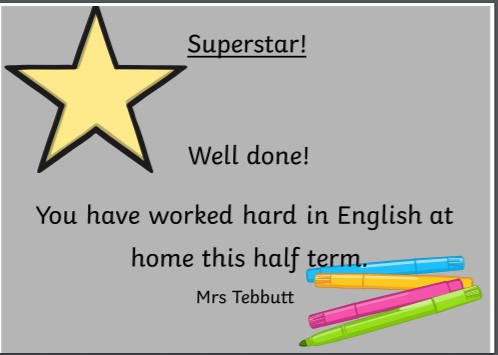 Superstar!
Well done!
You have worked hard in English at
home this half term.
Mrs Tebbutt